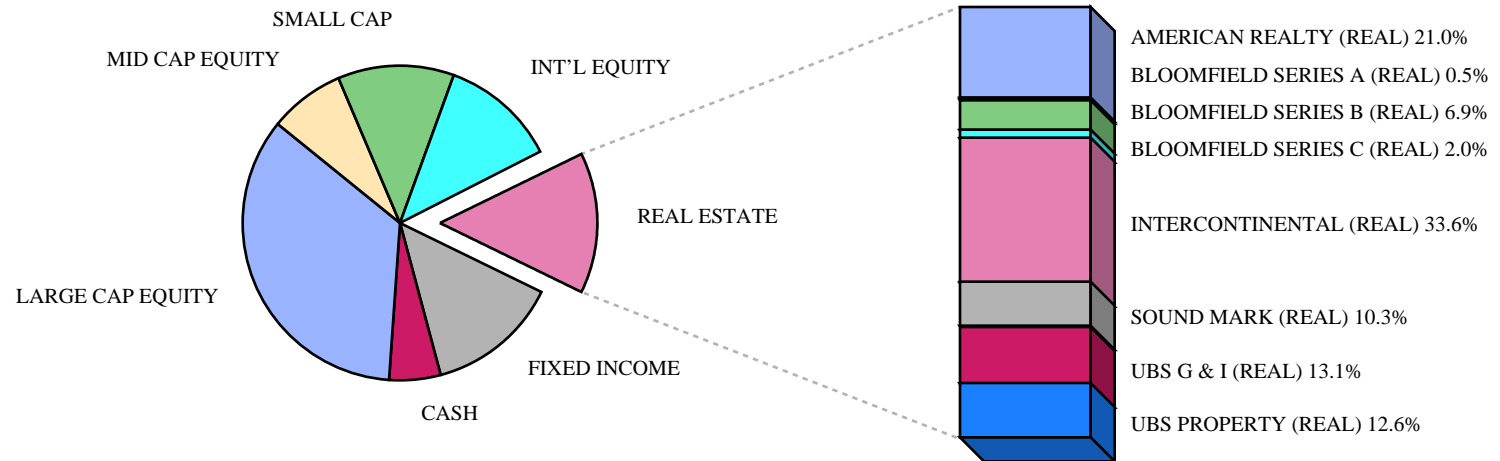 SMALL CAP
MID CAP EQUITY
INT'L EQUITY
REAL ESTATE
LARGE CAP EQUITY
FIXED INCOME
CASH
AMERICAN REALTY (REAL) 21.0%
BLOOMFIELD SERIES A (REAL) 0.5%
BLOOMFIELD SERIES B (REAL) 6.9%
BLOOMFIELD SERIES C (REAL) 2.0%
INTERCONTINENTAL (REAL) 33.6%
SOUND MARK (REAL) 10.3%
UBS G & I (REAL) 13.1%
UBS PROPERTY (REAL) 12.6%